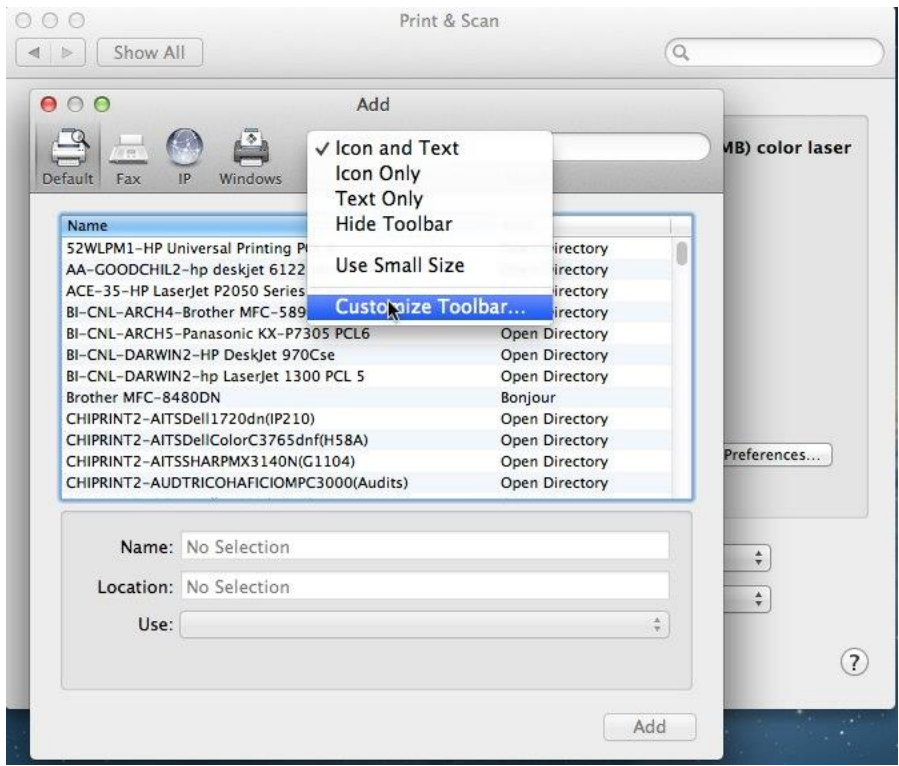 Print & Scan
Show All
Add
MB) color laser
Default Fax IP Windows
✓ Icon and Text
Icon Only
Text Only
Hide Toolbar
Use Small Size
Customize Toolbar...
Name
52WLPM1-HP Universal Printing P irectory
AA-GOODCHIL2-hp deskjet 6122 irectory
ACE-35-HP LaserJet P2050 Series irectory
BI-CNL-ARCH4-Brother MFC-589 irectory
BI-CNL-ARCH5-Panasonic KX-P7305 PCL6 Open Directory
BI-CNL-DARWIN2-HP DeskJet 970Cse Open Directory
BI-CNL-DARWIN2-hp LaserJet 1300 PCL 5 Open Directory
Brother MFC-8480DN Bonjour
CHIPRINT2-AITSDell1720dn(IP210) Open Directory
CHIPRINT2-AITSDellColorC3765dnf(H58A) Open Directory
CHIPRINT2-AITSSHARPMX3140N(G1104) Open Directory
CHIPRINT2-AUDTRICOHAFICIOMPC3000(Audits) Open Directory
Preferences...
Name: No Selection
Location: No Selection
Use:
?
Add